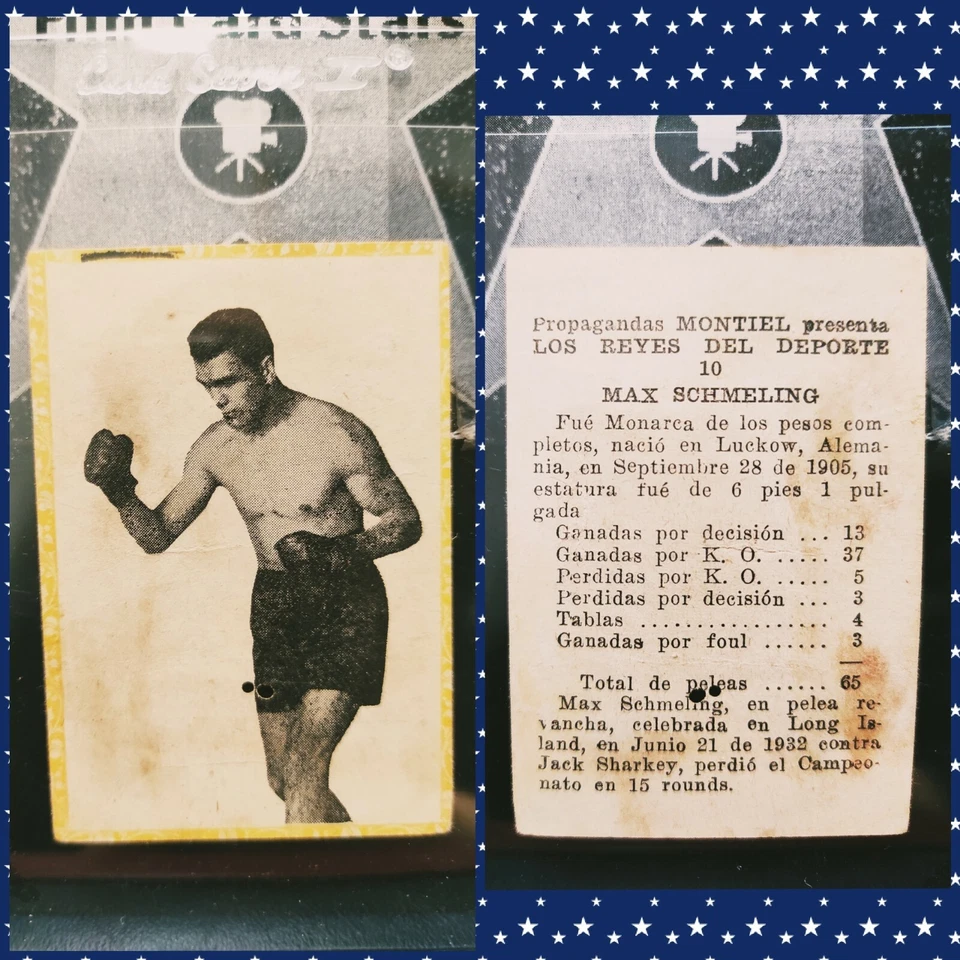 Card Saver I®
Propagandas MONTIEL presenta
LOS REYES DEL DEPORTE
10
MAX SCHMELING
Fué Monarca de los pesos com-
pletos, nació en Luckow, Alema-
nia, en Septiembre 28 de 1905, su
estatura fué de 6 pies 1 pul-
gada
Ganadas por decisión ... 13
Ganadas por K. O. ..... 37
Perdidas por K. O. ..... 5
Perdidas por decisión ... 3
Tablas ................. 4
Ganadas por foul ...... 3
Total de peleas ...... 65
Max Schmeling, en pelea re-
vancha, celebrada en Long Is-
land, en Junio 21 de 1932 contra
Jack Sharkey, perdió el Campeo-
nato en 15 rounds.